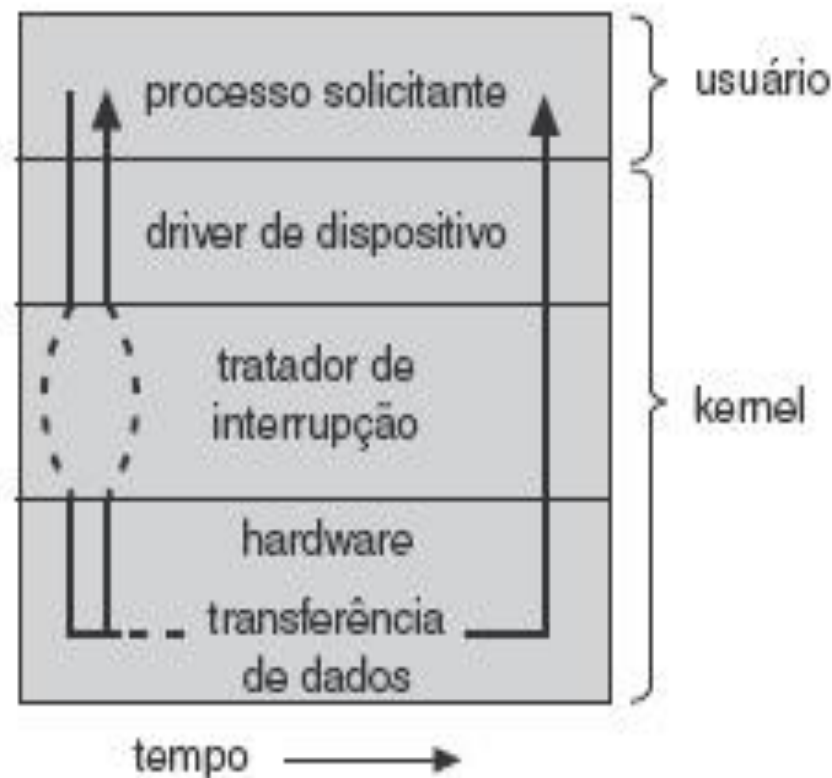 processo solicitante
usuário
driver de dispositivo
tratador de
interrupção
kernel
hardware
transferência
de dados
tempo